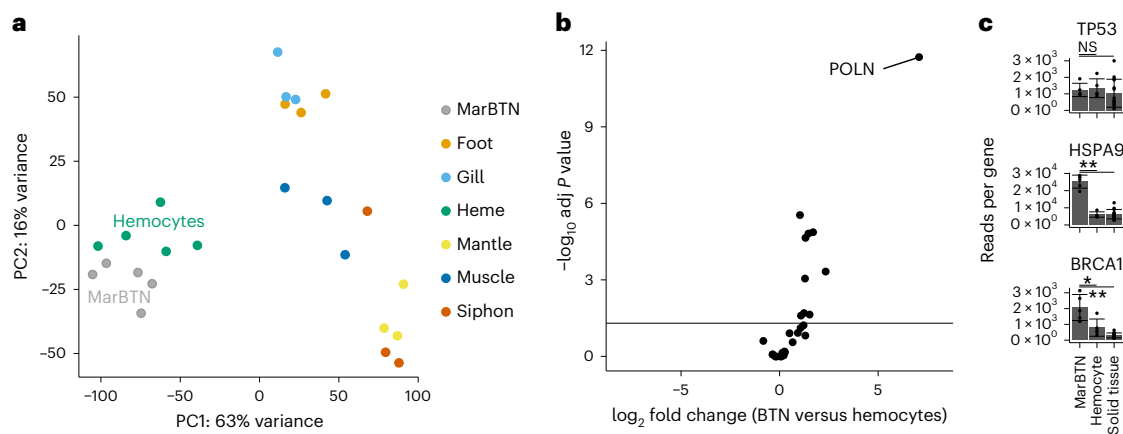 a
PC2: 16% variance
50
25
0
−25
−50
−100
−50
0
50
100
PC1: 63% variance
Hemocytes
MarBTN
MarBTN
Foot
Gill
Heme
Mantle
Muscle
Siphon
b
−log10 adj P value
12
9
6
3
0
POLN
−5
0
5
log2 fold change (BTN versus hemocytes)
c
Reads per gene
TP53
NS
3 × 10³
2 × 10³
1 × 10³
0 × 10⁰
HSPA9
**
3 × 10⁴
2 × 10⁴
1 × 10⁴
0 × 10⁰
BRCA1
*
**
3 × 10³
2 × 10³
1 × 10³
0 × 10⁰
MarBTN
Hemocyte
Solid tissue